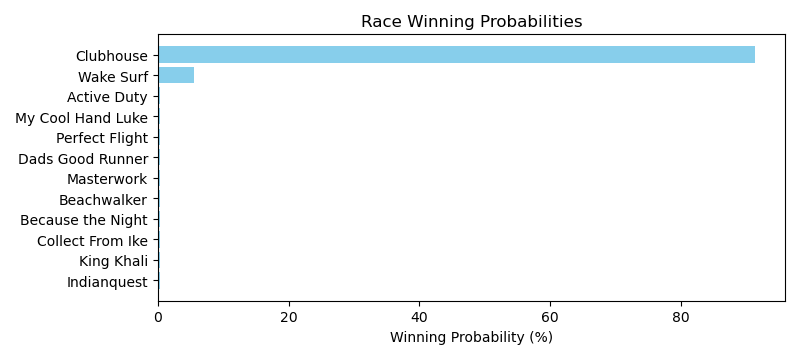 Race Winning Probabilities
Clubhouse
Wake Surf
Active Duty
My Cool Hand Luke
Perfect Flight
Dads Good Runner
Masterwork
Beachwalker
Because the Night
Collect From Ike
King Khali
Indianquest
0 20 40 60 80
Winning Probability (%)